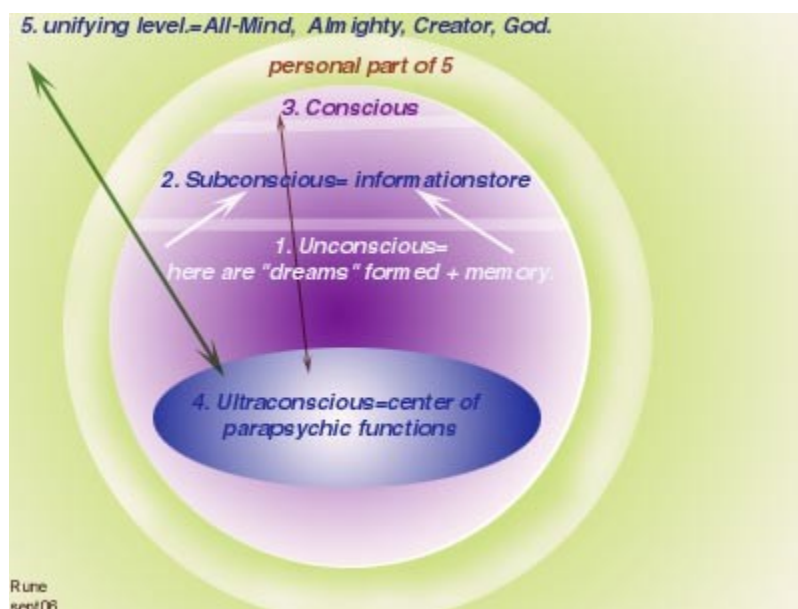 5. unifying level.=All-Mind, Almighty, Creator, God.
personal part of 5
3. Conscious
2. Subconscious= informationstore
1. Unconscious=
here are "dreams" formed + memory.
4. Ultraconscious=center of
parapsychic functions
Rune
sept06